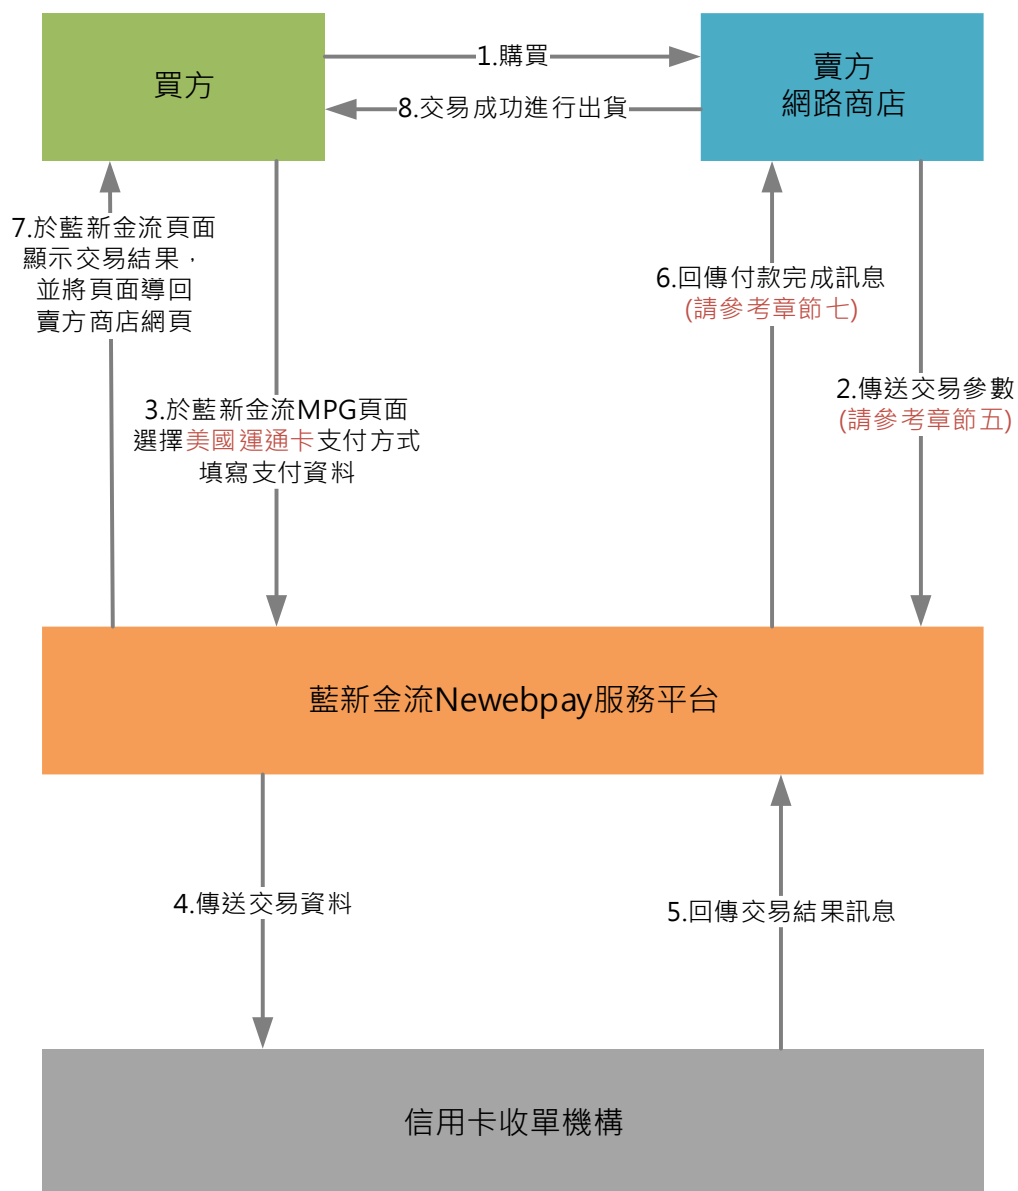 買方
1.購買
賣方
網路商店
8.交易成功進行出貨
7.於藍新金流頁面
顯示交易結果，
並將頁面導回
賣方商店網頁
6.回傳付款完成訊息
(請參考章節七)
2.傳送交易參數
(請參考章節五)
3.於藍新金流MPG頁面
選擇美國運通卡支付方式
填寫支付資料
藍新金流Newebpay服務平台
4.傳送交易資料
5.回傳交易結果訊息
信用卡收單機構